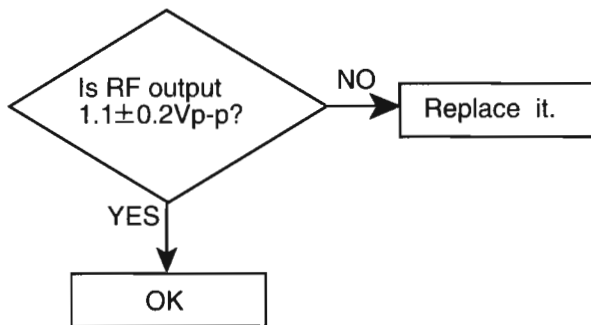 Is RF output
1.1±0.2Vp-p?
NO
Replace it.
YES
OK